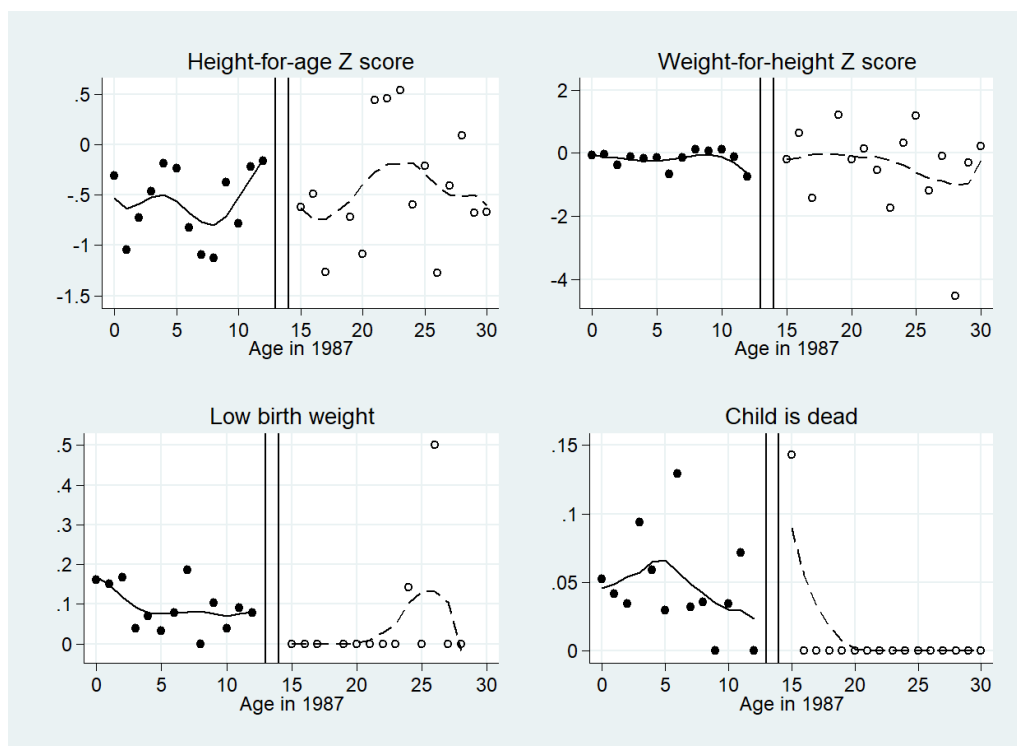 Height-for-age Z score
.5
0
-.5
-1
-1.5
0 5 10 15 20 25 30
Age in 1987
Weight-for-height Z score
2
0
-2
-4
0 5 10 15 20 25 30
Age in 1987
Low birth weight
.5
.4
.3
.2
.1
0
0 5 10 15 20 25 30
Age in 1987
Child is dead
.15
.1
.05
0
0 5 10 15 20 25 30
Age in 1987